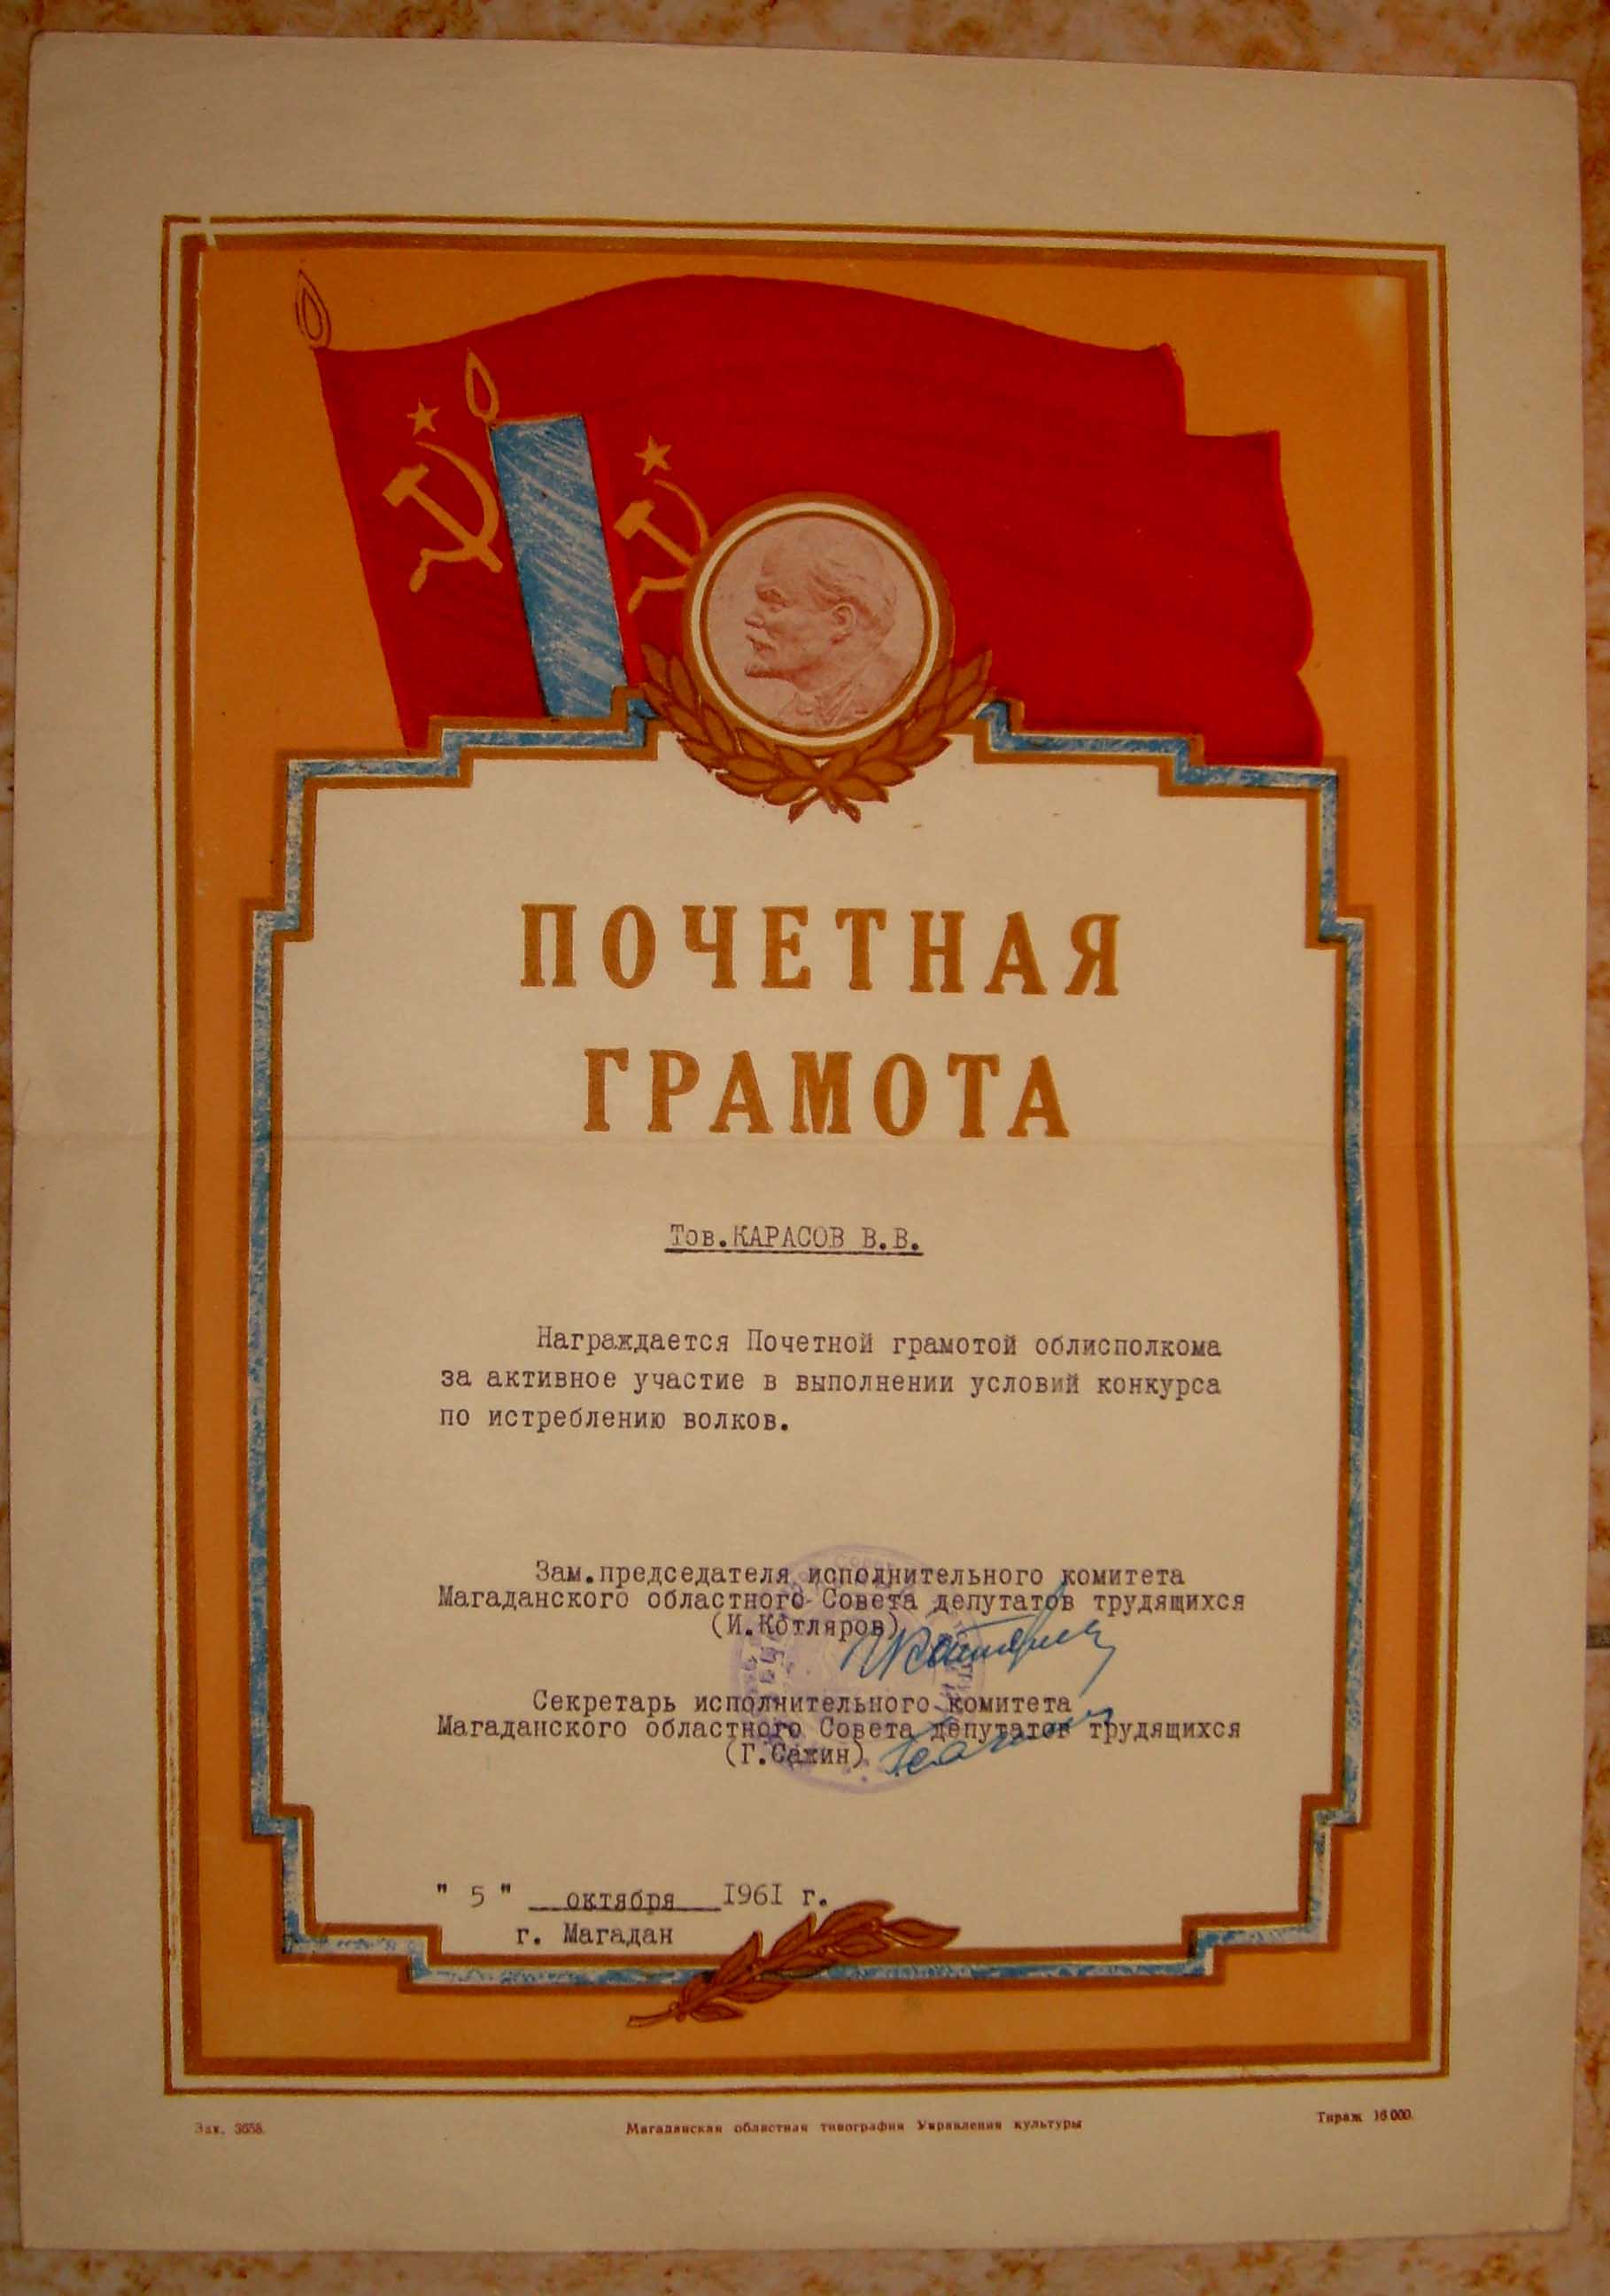 ПОЧЕТНАЯ
ГРАМОТА
Тов.КАРАСОВ В.В.
Награждается Почетной грамотой облисполкома
за активное участие в выполнении условий конкурса
по истреблению волков.
Зам.председателя исполнительного комитета
Магаданского областного Совета депутатов трудящихся
(И.Котляров)
Секретарь исполнительного комитета
Магаданского областного Совета депутатов трудящихся
(Г.Сажин)
" 5 " октября 1961 г.
г. Магадан
Зак. 3658. Магаданская областная типография Управления культуры Тираж 16 000.